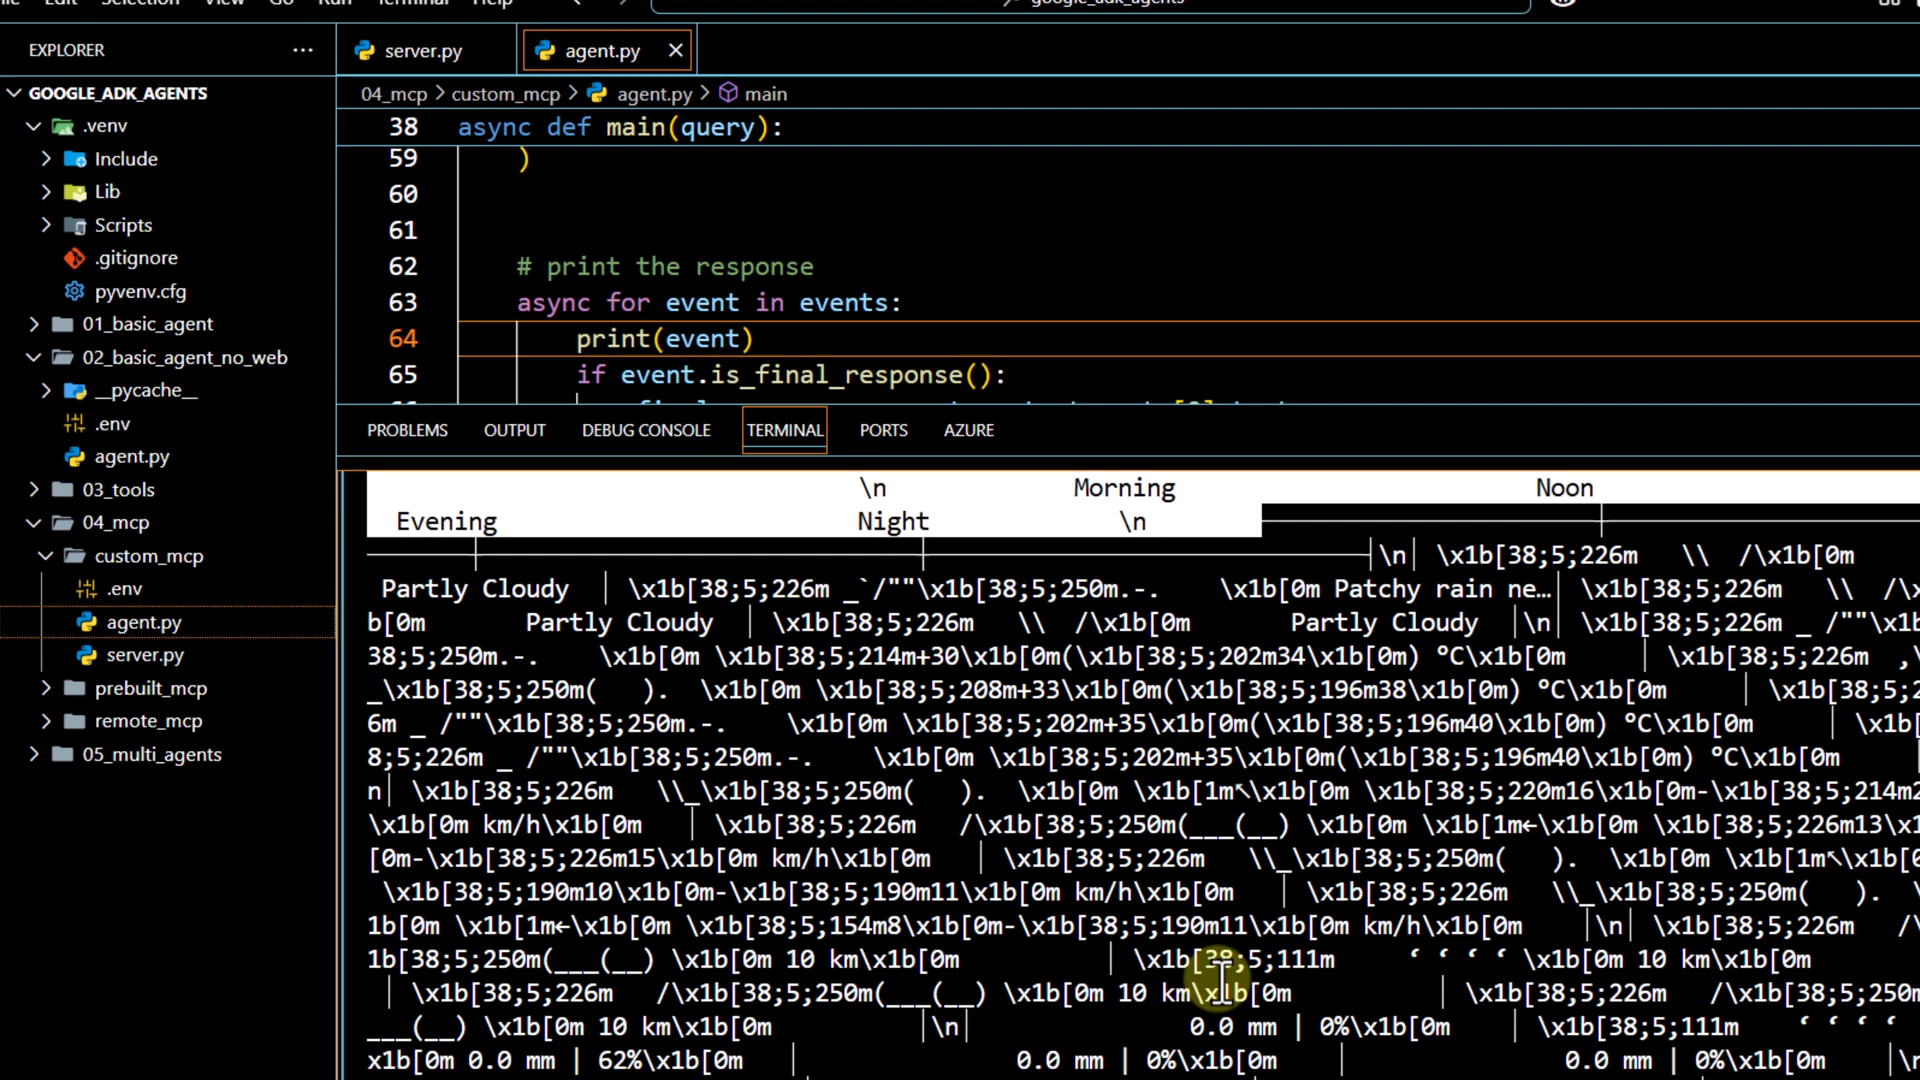 Edit Selection View Go Run Terminal Help google_adk_agents
EXPLORER
GOOGLE_ADK_AGENTS
.venv
Include
Lib
Scripts
.gitignore
pyvenv.cfg
01_basic_agent
02_basic_agent_no_web
__pycache__
.env
agent.py
03_tools
04_mcp
custom_mcp
.env
agent.py
server.py
prebuilt_mcp
remote_mcp
05_multi_agents
server.py agent.py
04_mcp > custom_mcp > agent.py > main
38 async def main(query):
59 )
60
61
62 # print the response
63 async for event in events:
64 print(event)
65 if event.is_final_response():
PROBLEMS OUTPUT DEBUG CONSOLE TERMINAL PORTS AZURE
\n Morning Noon
Evening Night \n
\n│ \x1b[38;5;226m \\ /\x1b[0m
Partly Cloudy │ \x1b[38;5;226m _`/""\x1b[38;5;250m.-. \x1b[0m Patchy rain ne…│ \x1b[38;5;226m \\ /\x
b[0m Partly Cloudy │ \x1b[38;5;226m \\ /\x1b[0m Partly Cloudy │\n│ \x1b[38;5;226m _ /""\x1b
38;5;250m.-. \x1b[0m \x1b[38;5;214m+30\x1b[0m(\x1b[38;5;202m34\x1b[0m) °C\x1b[0m │ \x1b[38;5;226m ,\
_\x1b[38;5;250m( ). \x1b[0m \x1b[38;5;208m+33\x1b[0m(\x1b[38;5;196m38\x1b[0m) °C\x1b[0m │ \x1b[38;5;2
6m _ /""\x1b[38;5;250m.-. \x1b[0m \x1b[38;5;202m+35\x1b[0m(\x1b[38;5;196m40\x1b[0m) °C\x1b[0m │ \x1b[
8;5;226m _ /""\x1b[38;5;250m.-. \x1b[0m \x1b[38;5;202m+35\x1b[0m(\x1b[38;5;196m40\x1b[0m) °C\x1b[0m │
n│ \x1b[38;5;226m \\_\x1b[38;5;250m( ). \x1b[0m \x1b[1m↖\x1b[0m \x1b[38;5;220m16\x1b[0m-\x1b[38;5;214m2
\x1b[0m km/h\x1b[0m │ \x1b[38;5;226m /\x1b[38;5;250m(___(__) \x1b[0m \x1b[1m←\x1b[0m \x1b[38;5;226m13\x1
[0m-\x1b[38;5;226m15\x1b[0m km/h\x1b[0m │ \x1b[38;5;226m \\_\x1b[38;5;250m( ). \x1b[0m \x1b[1m↖\x1b[0
\x1b[38;5;190m10\x1b[0m-\x1b[38;5;190m11\x1b[0m km/h\x1b[0m │ \x1b[38;5;226m \\_\x1b[38;5;250m( ). \
1b[0m \x1b[1m←\x1b[0m \x1b[38;5;154m8\x1b[0m-\x1b[38;5;190m11\x1b[0m km/h\x1b[0m │\n│ \x1b[38;5;226m /\
1b[38;5;250m(___(__) \x1b[0m 10 km\x1b[0m │ \x1b[38;5;111m ‘ ‘ ‘ ‘ \x1b[0m 10 km\x1b[0m
│ \x1b[38;5;226m /\x1b[38;5;250m(___(__) \x1b[0m 10 km\x1b[0m │ \x1b[38;5;226m /\x1b[38;5;250m
___(__) \x1b[0m 10 km\x1b[0m │\n│ 0.0 mm | 0%\x1b[0m │ \x1b[38;5;111m ‘ ‘ ‘ ‘
x1b[0m 0.0 mm | 62%\x1b[0m │ 0.0 mm | 0%\x1b[0m │ 0.0 mm | 0%\x1b[0m │\n